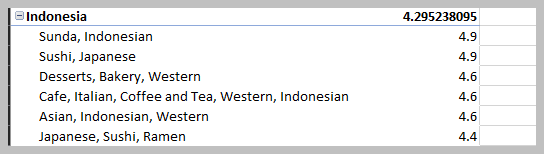 Indonesia 4.295238095
Sunda, Indonesian 4.9
Sushi, Japanese 4.9
Desserts, Bakery, Western 4.6
Cafe, Italian, Coffee and Tea, Western, Indonesian 4.6
Asian, Indonesian, Western 4.6
Japanese, Sushi, Ramen 4.4